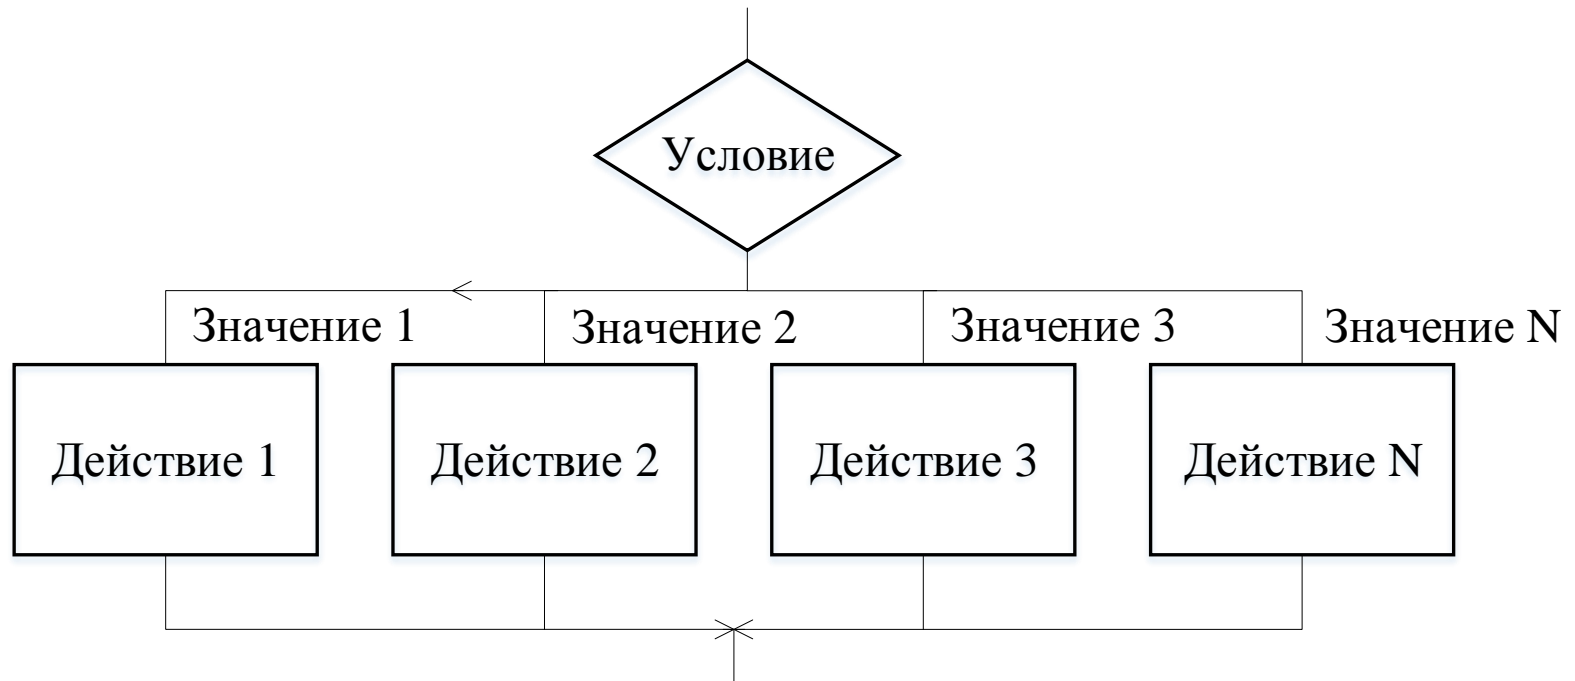 Условие
Значение 1
Значение 2
Значение 3
Значение N
Действие 1
Действие 2
Действие 3
Действие N